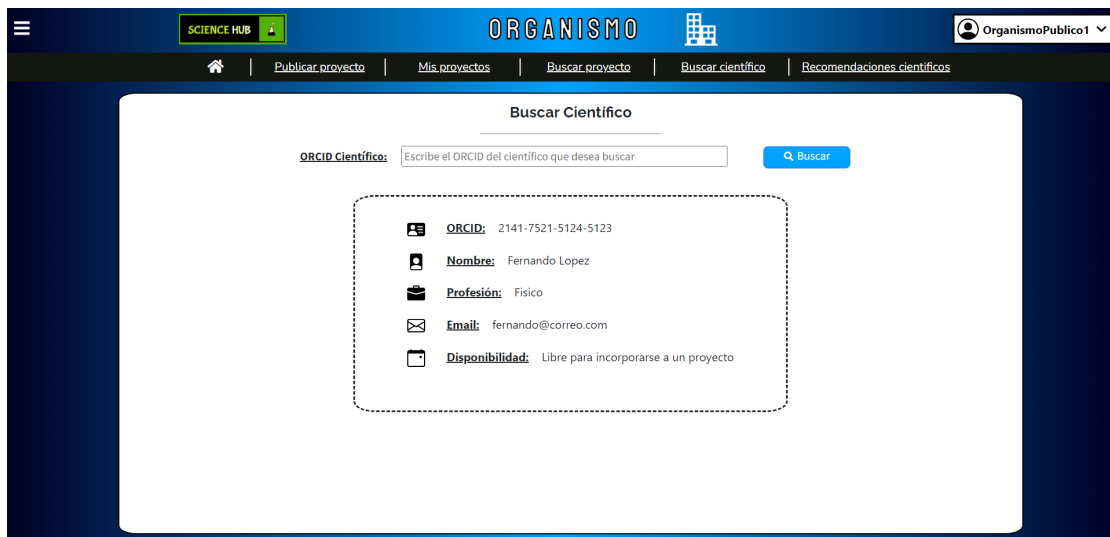 SCIENCE HUB
ORGANISMO
OrganismoPublico1
Publicar proyecto
Mis proyectos
Buscar proyecto
Buscar científico
Recomendaciones cientificos
Buscar Científico
ORCID Científico:
Escribe el ORCID del científico que desea buscar
Buscar
ORCID: 2141-7521-5124-5123
Nombre: Fernando Lopez
Profesión: Fisico
Email: fernando@correo.com
Disponibilidad: Libre para incorporarse a un proyecto